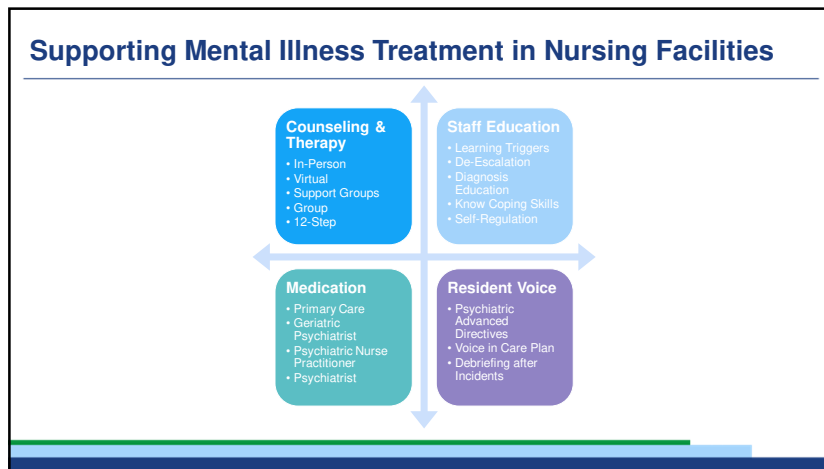 Supporting Mental Illness Treatment in Nursing Facilities
Counseling &
Therapy
• In-Person
• Virtual
• Support Groups
• Group
• 12-Step
Staff Education
• Learning Triggers
• De-Escalation
• Diagnosis
Education
• Know Coping Skills
• Self-Regulation
Medication
• Primary Care
• Geriatric
Psychiatrist
• Psychiatric Nurse
Practitioner
• Psychiatrist
Resident Voice
• Psychiatric
Advanced
Directives
• Voice in Care Plan
• Debriefing after
Incidents